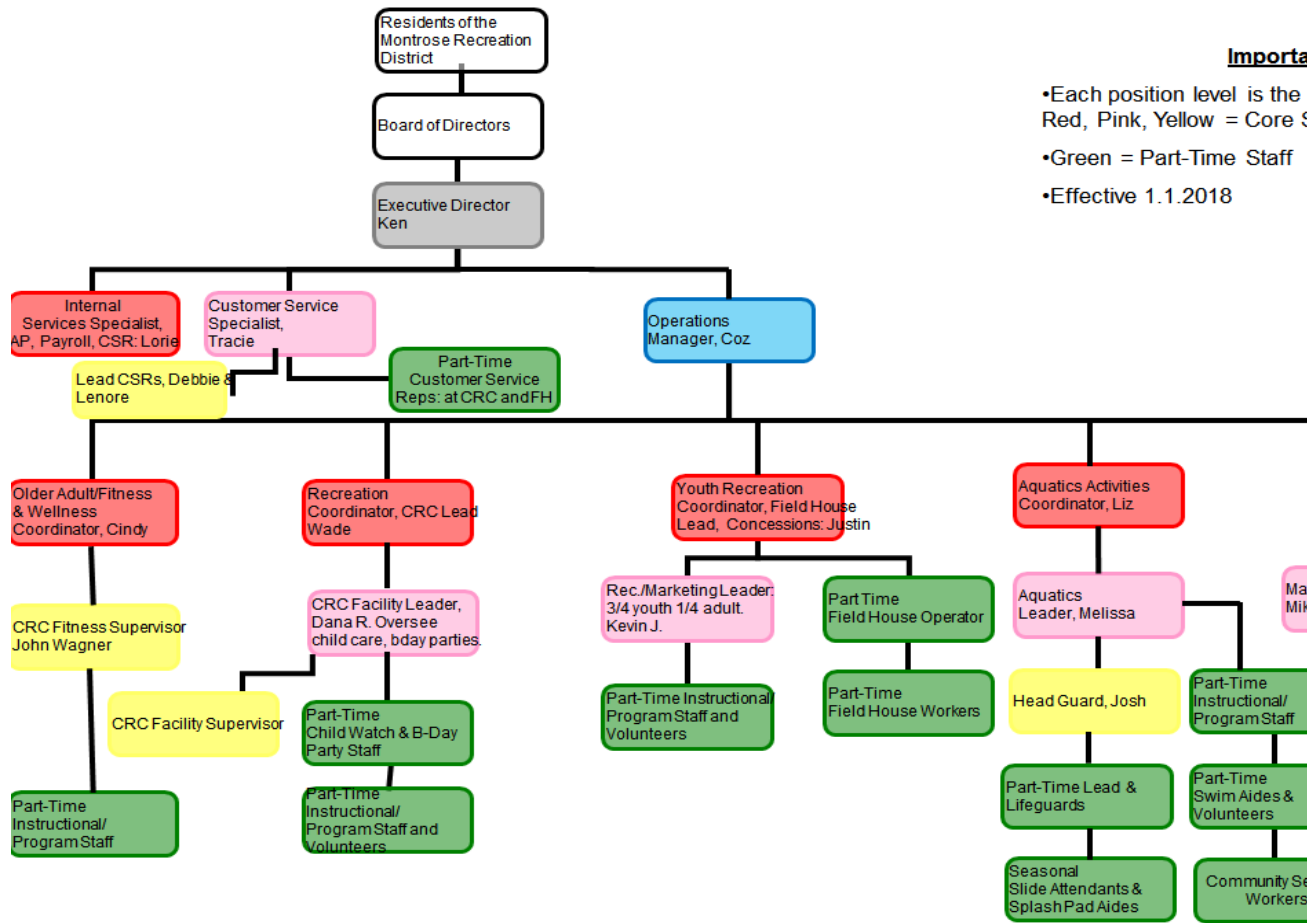 Residents of the
Montrose Recreation
District
Importa
•Each position level is the
Red, Pink, Yellow = Core S
•Green = Part-Time Staff
•Effective 1.1.2018
Board of Directors
Executive Director
Ken
Internal
Services Specialist,
AP, Payroll, CSR: Lorie
Customer Service
Specialist,
Tracie
Operations
Manager, Coz
Lead CSRs, Debbie &
Lenore
Part-Time
Customer Service
Reps: at CRC and FH
Older Adult/Fitness
& Wellness
Coordinator, Cindy
Recreation
Coordinator, CRC Lead
Wade
Youth Recreation
Coordinator, Field House
Lead, Concessions: Justin
Aquatics Activities
Coordinator, Liz
CRC Fitness Supervisor
John Wagner
CRC Facility Leader,
Dana R. Oversee
child care, bday parties.
Rec./Marketing Leader:
3/4 youth 1/4 adult.
Kevin J.
Part Time
Field House Operator
Aquatics
Leader, Melissa
Ma
Mik
CRC Facility Supervisor
Part-Time
Child Watch & B-Day
Party Staff
Part-Time Instructional/
Program Staff and
Volunteers
Part-Time
Field House Workers
Head Guard, Josh
Part-Time
Instructional/
Program Staff
Part-Time
Instructional/
Program Staff
Part-Time
Instructional/
Program Staff and
Volunteers
Part-Time Lead &
Lifeguards
Part-Time
Swim Aides &
Volunteers
Seasonal
Slide Attendants &
Splash Pad Aides
Community Se
Workers